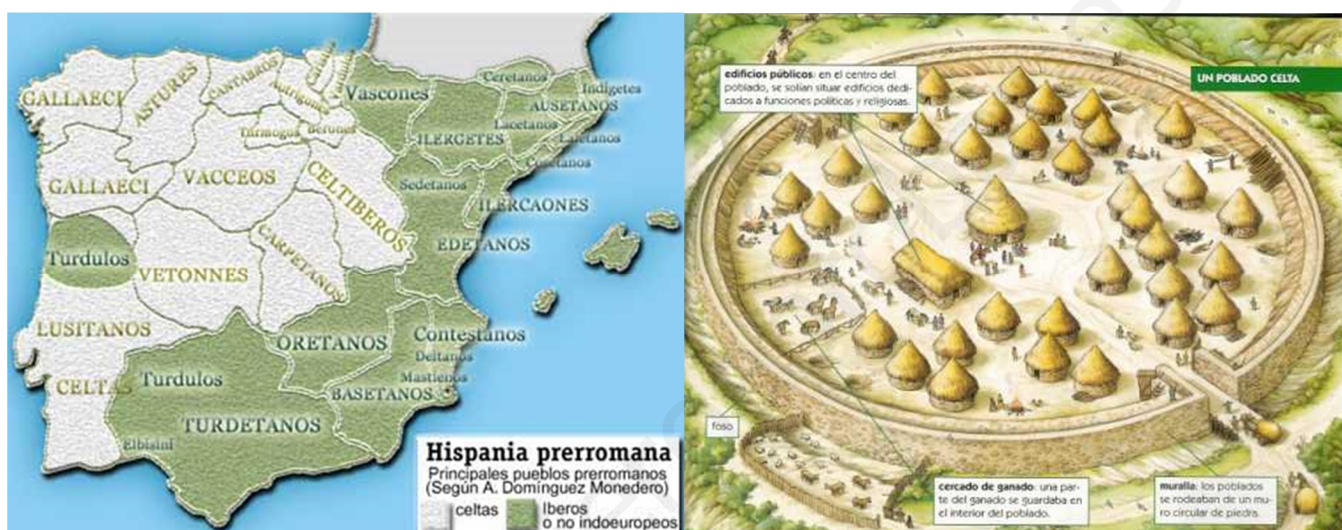 GALLAECI
ASTURES
CANTABROS
Autrigones
Vascones
Ceretanos
Indigetes
AUSETANOS
Lacetanos
Laietanos
Turmogos
Berones
ILERGETES
Cosetanos
GALLAECI
VACCEOS
CELTIBEROS
Sedetanos
ILERCAONES
EDETANOS
Turdulos
VETONNES
CARPETANOS
LUSITANOS
ORETANOS
Contestanos
Deitanos
Mastienos
CELTAS
Turdulos
BASETANOS
TURDETANOS
Elbisini
Hispania prerromana
Principales pueblos prerromanos
(Según A. Domínguez Monedero)
celtas
Iberos
o no indoeuropeos
UN POBLADO CELTA
edificios públicos: en el centro del
poblado, se solían situar edificios dedi-
cados a funciones políticas y religiosas.
foso
cercado de ganado: una par-
te del ganado se guardaba en
el interior del poblado.
muralla: los poblados
se rodeaban de un mu-
ro circular de piedra.